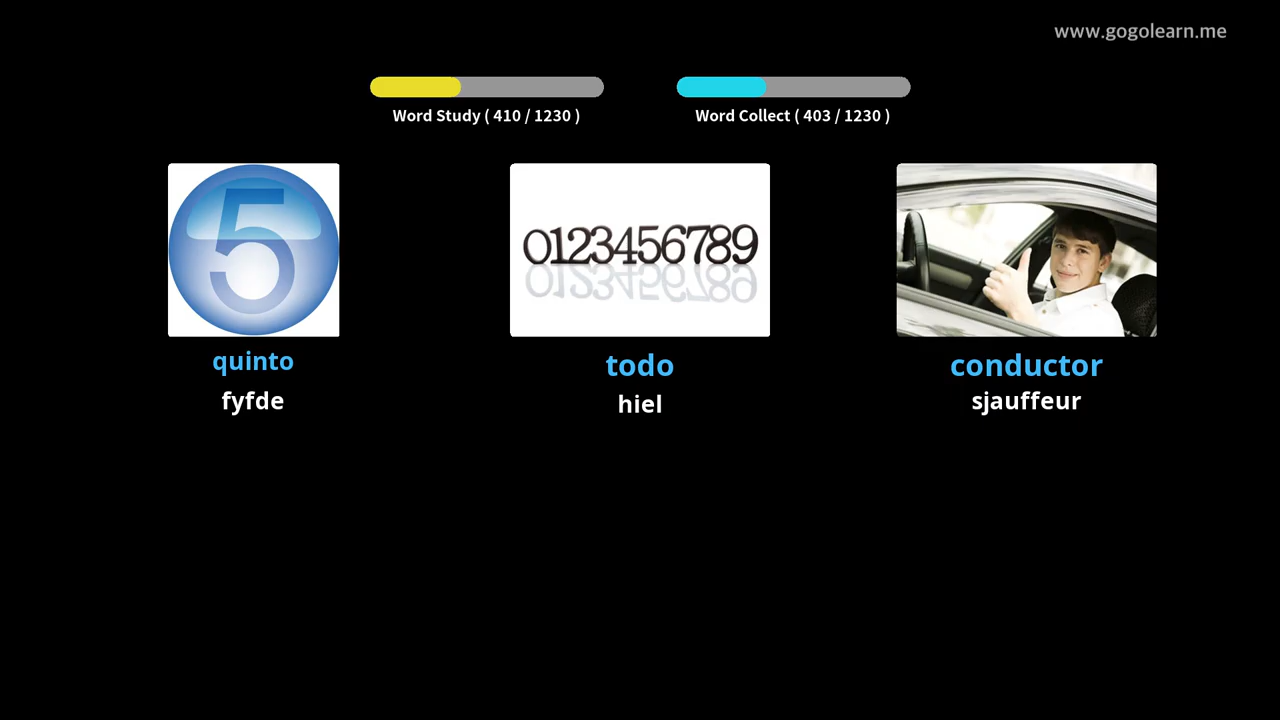 www.gogolearn.me
Word Study ( 410 / 1230 )
Word Collect ( 403 / 1230 )
5
0123456789
quinto
todo
conductor
fyfde
hiel
sjauffeur